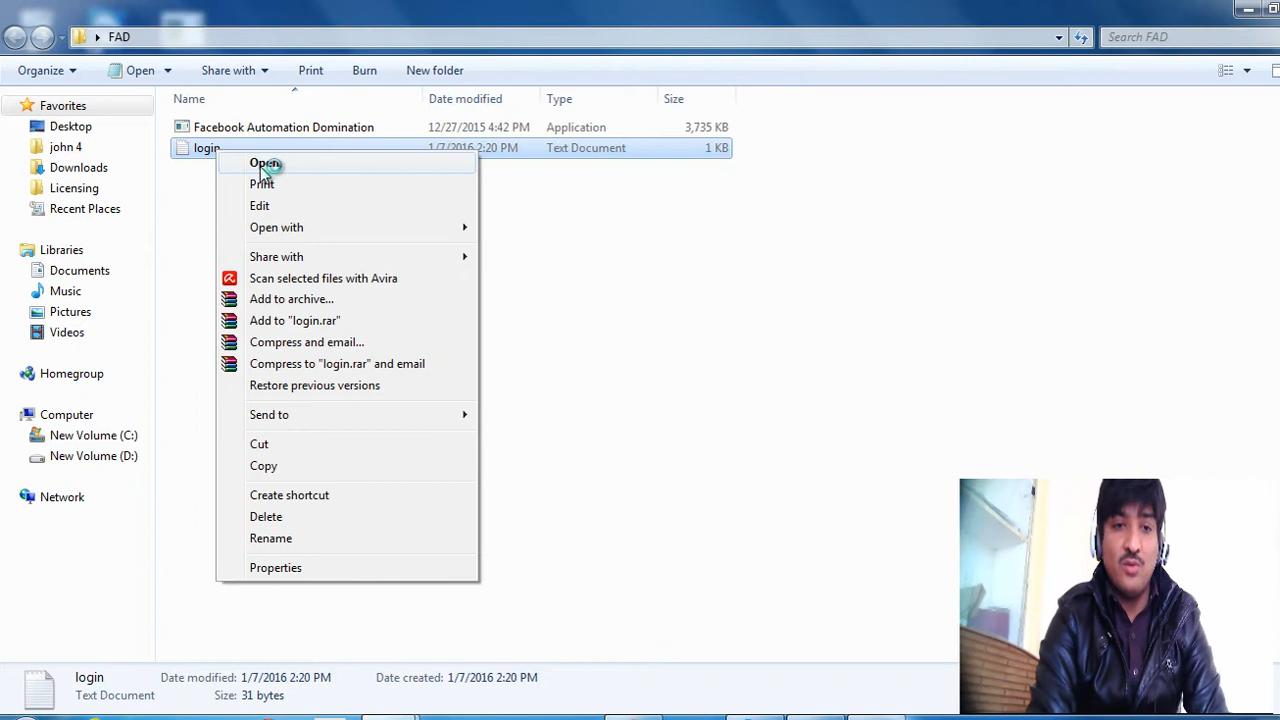 FAD
Search FAD
Organize
Open
Share with
Print
Burn
New folder
Favorites
Desktop
john 4
Downloads
Licensing
Recent Places
Libraries
Documents
Music
Pictures
Videos
Homegroup
Computer
New Volume (C:)
New Volume (D:)
Network
Name Date modified Type Size
Facebook Automation Domination 12/27/2015 4:42 PM Application 3,735 KB
login 1/7/2016 2:20 PM Text Document 1 KB
Open
Print
Edit
Open with
Share with
Scan selected files with Avira
Add to archive...
Add to "login.rar"
Compress and email...
Compress to "login.rar" and email
Restore previous versions
Send to
Cut
Copy
Create shortcut
Delete
Rename
Properties
login Date modified: 1/7/2016 2:20 PM Date created: 1/7/2016 2:20 PM
Text Document Size: 31 bytes